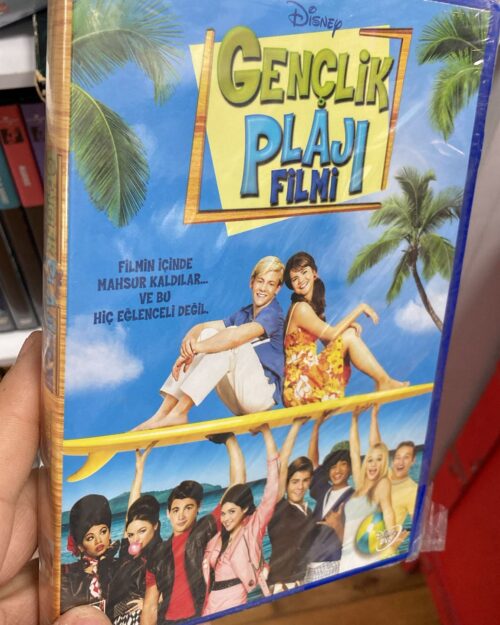 Disney
GENÇLİK
PLAJI
FİLMİ
FİLMİN İÇİNDE
MAHSUR KALDILAR...
VE BU
HİÇ EĞLENCELİ DEĞİL.